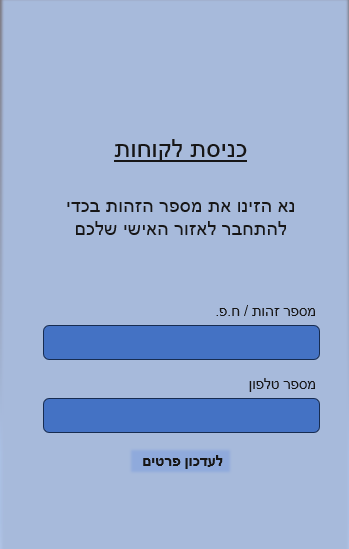 כניסת לקוחות
נא הזינו את מספר הזהות בכדי
להתחבר לאזור האישי שלכם
מספר זהות / ח.פ.
מספר טלפון
לעדכון פרטים